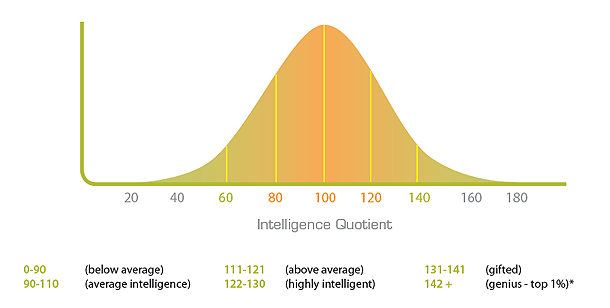 20 40 60 80 100 120 140 160 180
Intelligence Quotient
0-90 (below average) 111-121 (above average) 131-141 (gifted)
90-110 (average intelligence) 122-130 (highly intelligent) 142 + (genius - top 1%)*